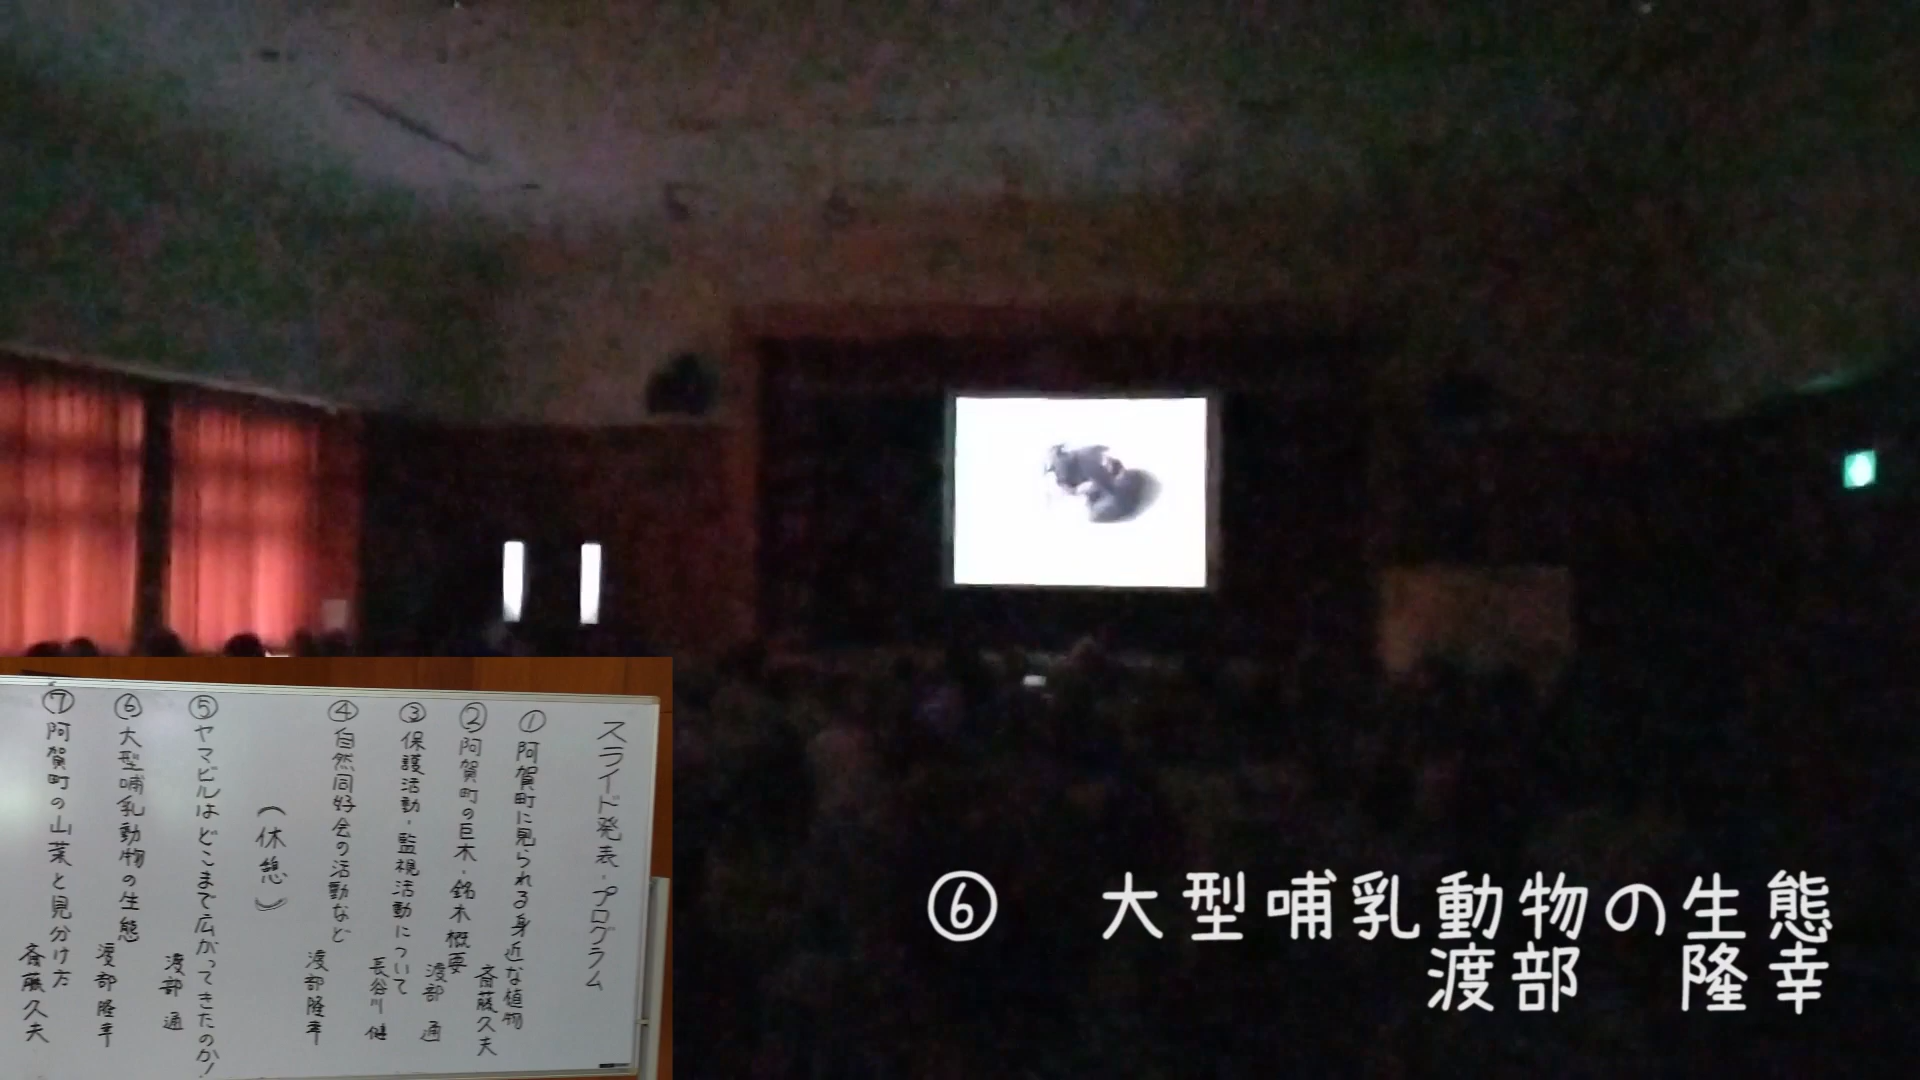 スライド発表・プログラム
① 阿賀町に見られる身近な植物
斎藤久夫
② 阿賀町の巨木・銘木概要
渡部 通
③ 保護活動・監視活動について
長谷川 健
④ 自然同好会の活動など
渡部隆幸
(休憩)
⑤ ヤマビルはどこまで広がってきたのか!
渡部 通
⑥ 大型哺乳動物の生態
渡部隆幸
⑦ 阿賀町の山菜と見分け方
斎藤久夫
⑥ 大型哺乳動物の生態
渡部 隆幸